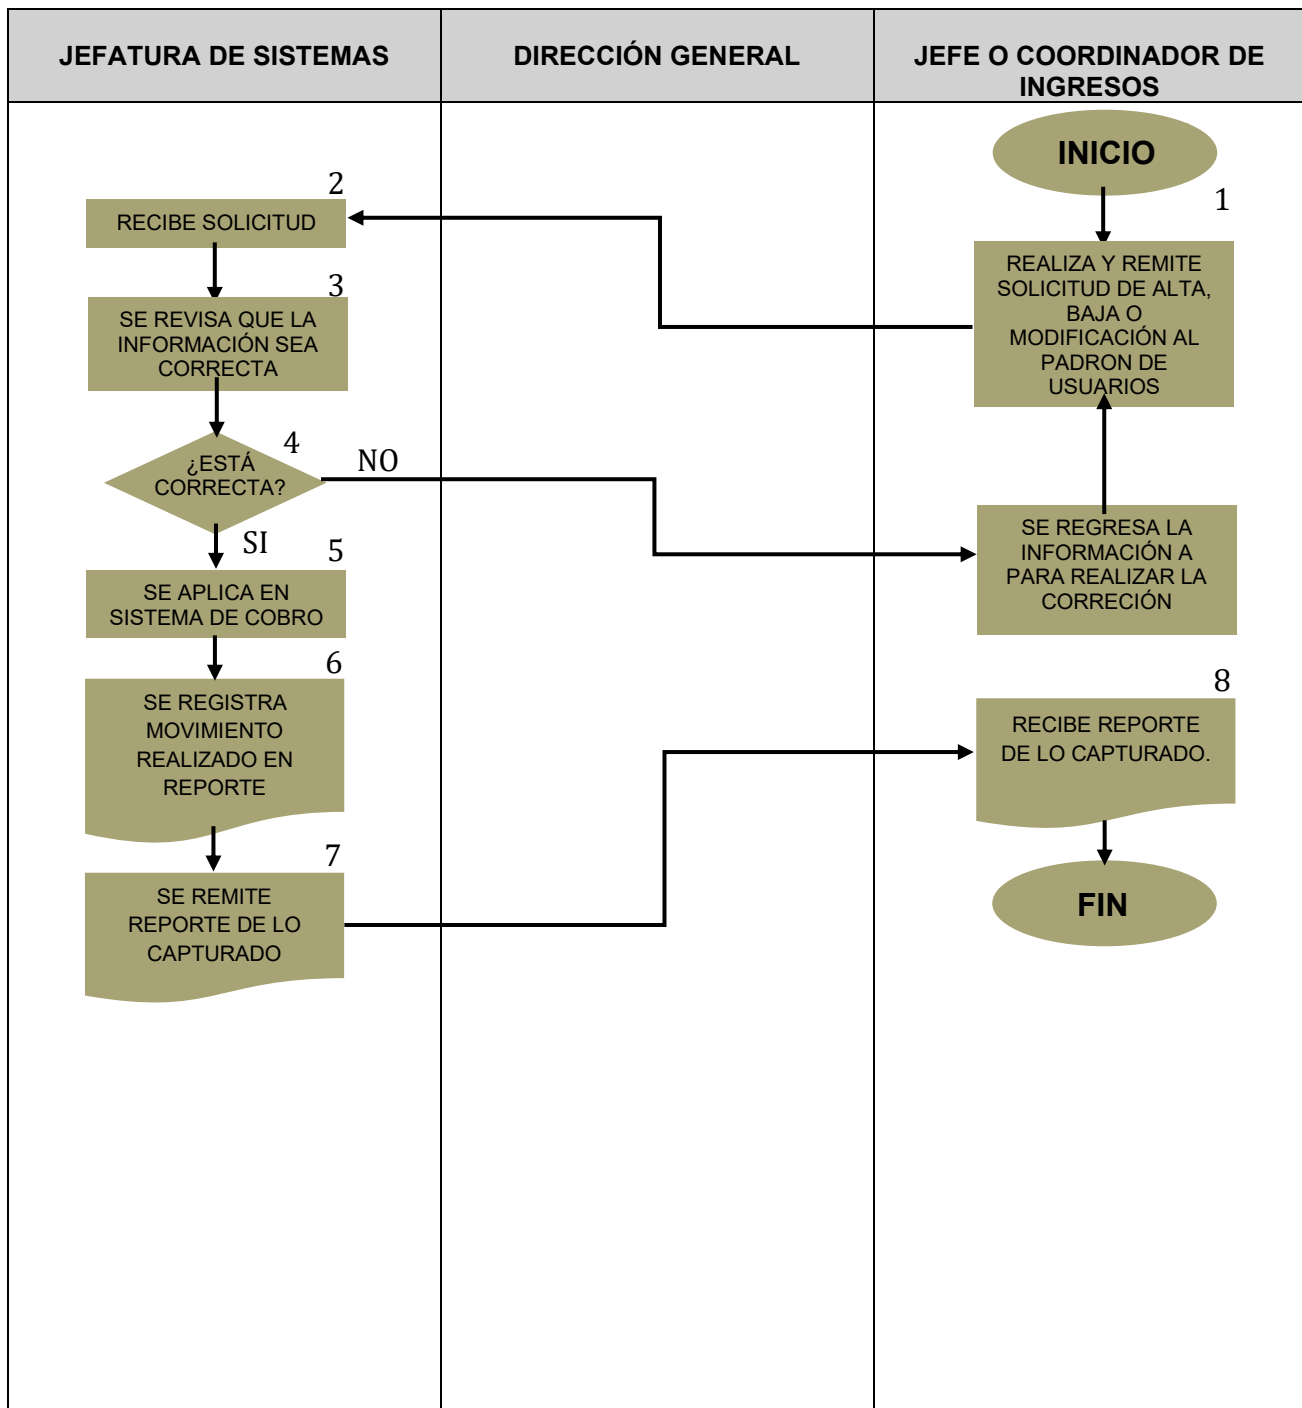 JEFATURA DE SISTEMAS
DIRECCIÓN GENERAL
JEFE O COORDINADOR DE
INGRESOS
INICIO
1
REALIZA Y REMITE
SOLICITUD DE ALTA,
BAJA O
MODIFICACIÓN AL
PADRON DE
USUARIOS
2
RECIBE SOLICITUD
3
SE REVISA QUE LA
INFORMACIÓN SEA
CORRECTA
4
¿ESTÁ
CORRECTA?
NO
SE REGRESA LA
INFORMACIÓN A
PARA REALIZAR LA
CORRECIÓN
SI
5
SE APLICA EN
SISTEMA DE COBRO
6
SE REGISTRA
MOVIMIENTO
REALIZADO EN
REPORTE
7
SE REMITE
REPORTE DE LO
CAPTURADO
8
RECIBE REPORTE
DE LO CAPTURADO.
FIN